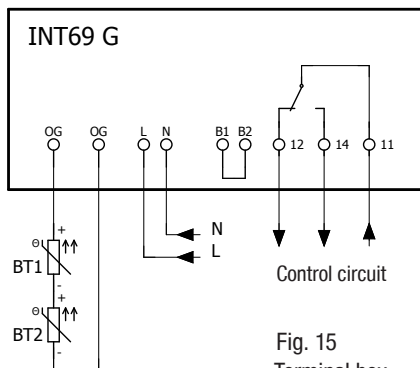 INT69 G
OG OG L N B1 B2 12 14 11
N
L
+
Θ
BT1
-
+
Θ
BT2
-
Control circuit
Fig. 15
Terminal box